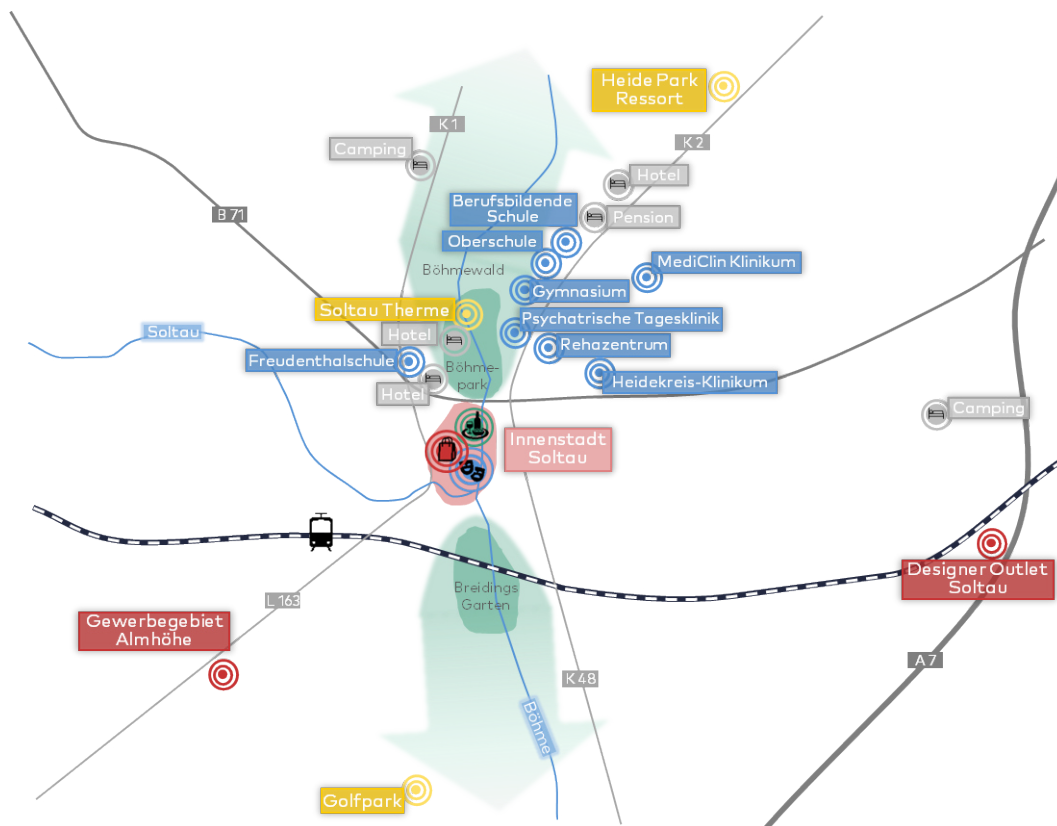 Heide Park
Ressort
K 1
K 2
Camping
Hotel
Berufsbildende
Schule
Pension
B 71
Oberschule
MediClin Klinikum
Böhmewald
Gymnasium
Soltau Therme
Psychatrische Tagesklinik
Soltau
Hotel
Rehazentrum
Freudenthalschule
Böhme-
park
Heidekreis-Klinikum
Hotel
Camping
Innenstadt
Soltau
Designer Outlet
Soltau
Breidings
Garten
L 163
Gewerbegebiet
Almhöhe
A 7
K 48
Böhme
Golfpark